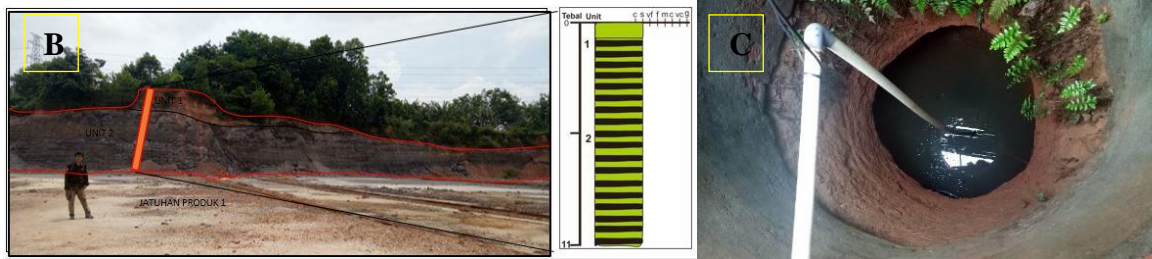 B
UNIT 1
UNIT 2
JATUHAN PRODUK 1
Tebal Unit c s vf f m c vc g
0
1
2
11
C